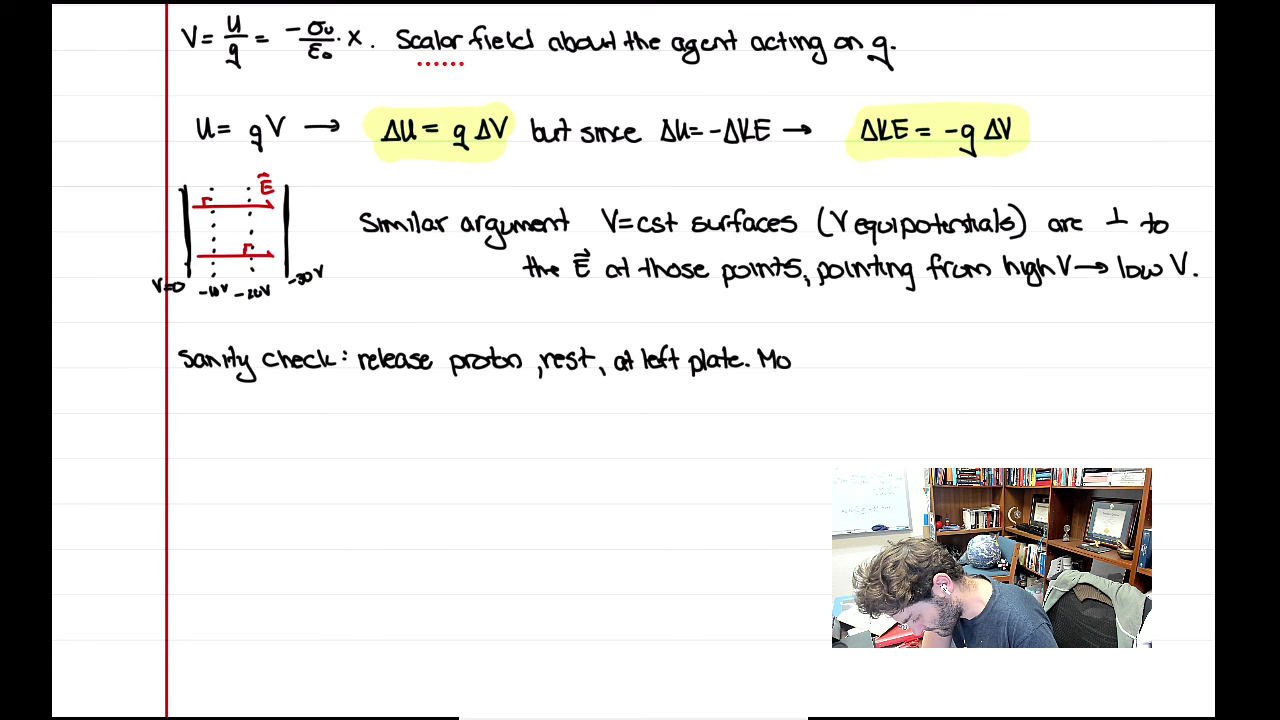 V = U/q = -σ₀/ε₀ · x. Scalar field about the agent acting on q.
U = qV → ΔU = q ΔV but since ΔU = -ΔKE → ΔKE = -q ΔV
E⃗
Similar argument V=cst surfaces (V equipotentials) are ⊥ to
the E⃗ at those points, pointing from high V → low V.
V=0 -10V -20V -30V
Sanity check: release proton, rest, at left plate. Mo